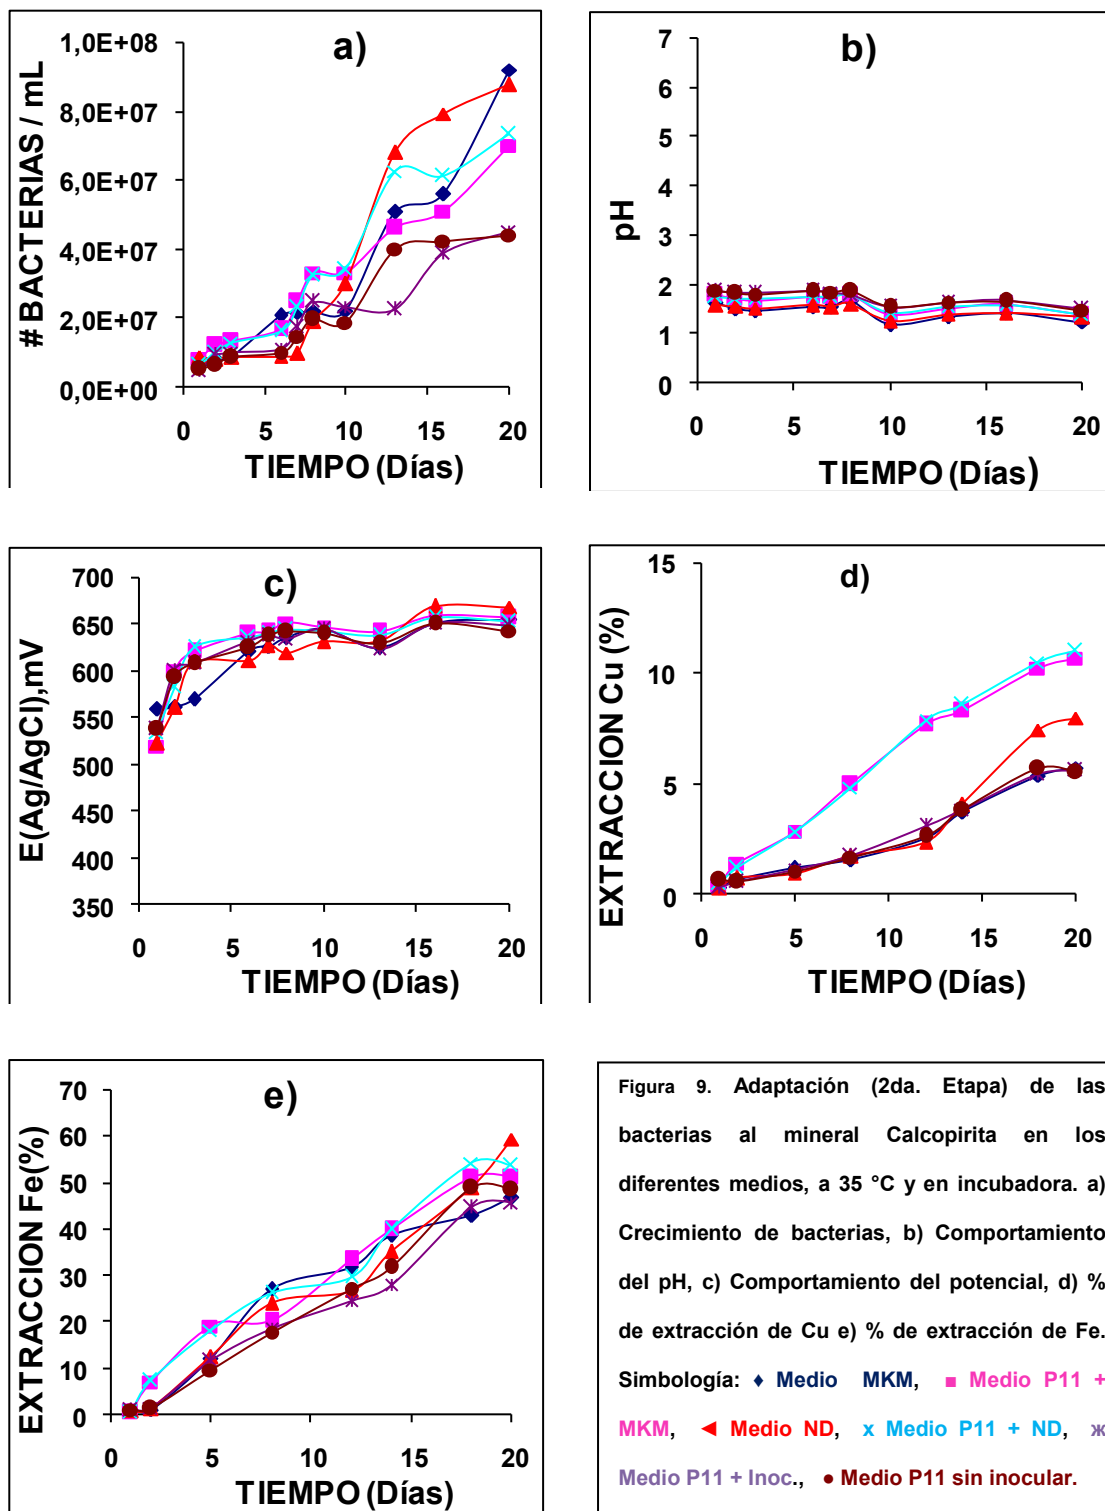 a)
1,0E+08
8,0E+07
6,0E+07
4,0E+07
2,0E+07
0,0E+00
# BACTERIAS / mL
0 5 10 15 20
TIEMPO (Días)
b)
7
6
5
4
3
2
1
0
pH
0 5 10 15 20
TIEMPO (Días)
c)
700
650
600
550
500
450
400
350
E(Ag/AgCl),mV
0 5 10 15 20
TIEMPO (Días)
d)
15
10
5
0
EXTRACCION Cu (%)
0 5 10 15 20
TIEMPO (Días)
e)
70
60
50
40
30
20
10
0
EXTRACCION Fe(%)
0 5 10 15 20
TIEMPO (Días)
Figura 9. Adaptación (2da. Etapa) de las
bacterias al mineral Calcopirita en los
diferentes medios, a 35 °C y en incubadora. a)
Crecimiento de bacterias, b) Comportamiento
del pH, c) Comportamiento del potencial, d) %
de extracción de Cu e) % de extracción de Fe.
Simbología: ♦ Medio MKM, ■ Medio P11 +
MKM, ◄ Medio ND, x Medio P11 + ND, ж
Medio P11 + Inoc., ● Medio P11 sin inocular.